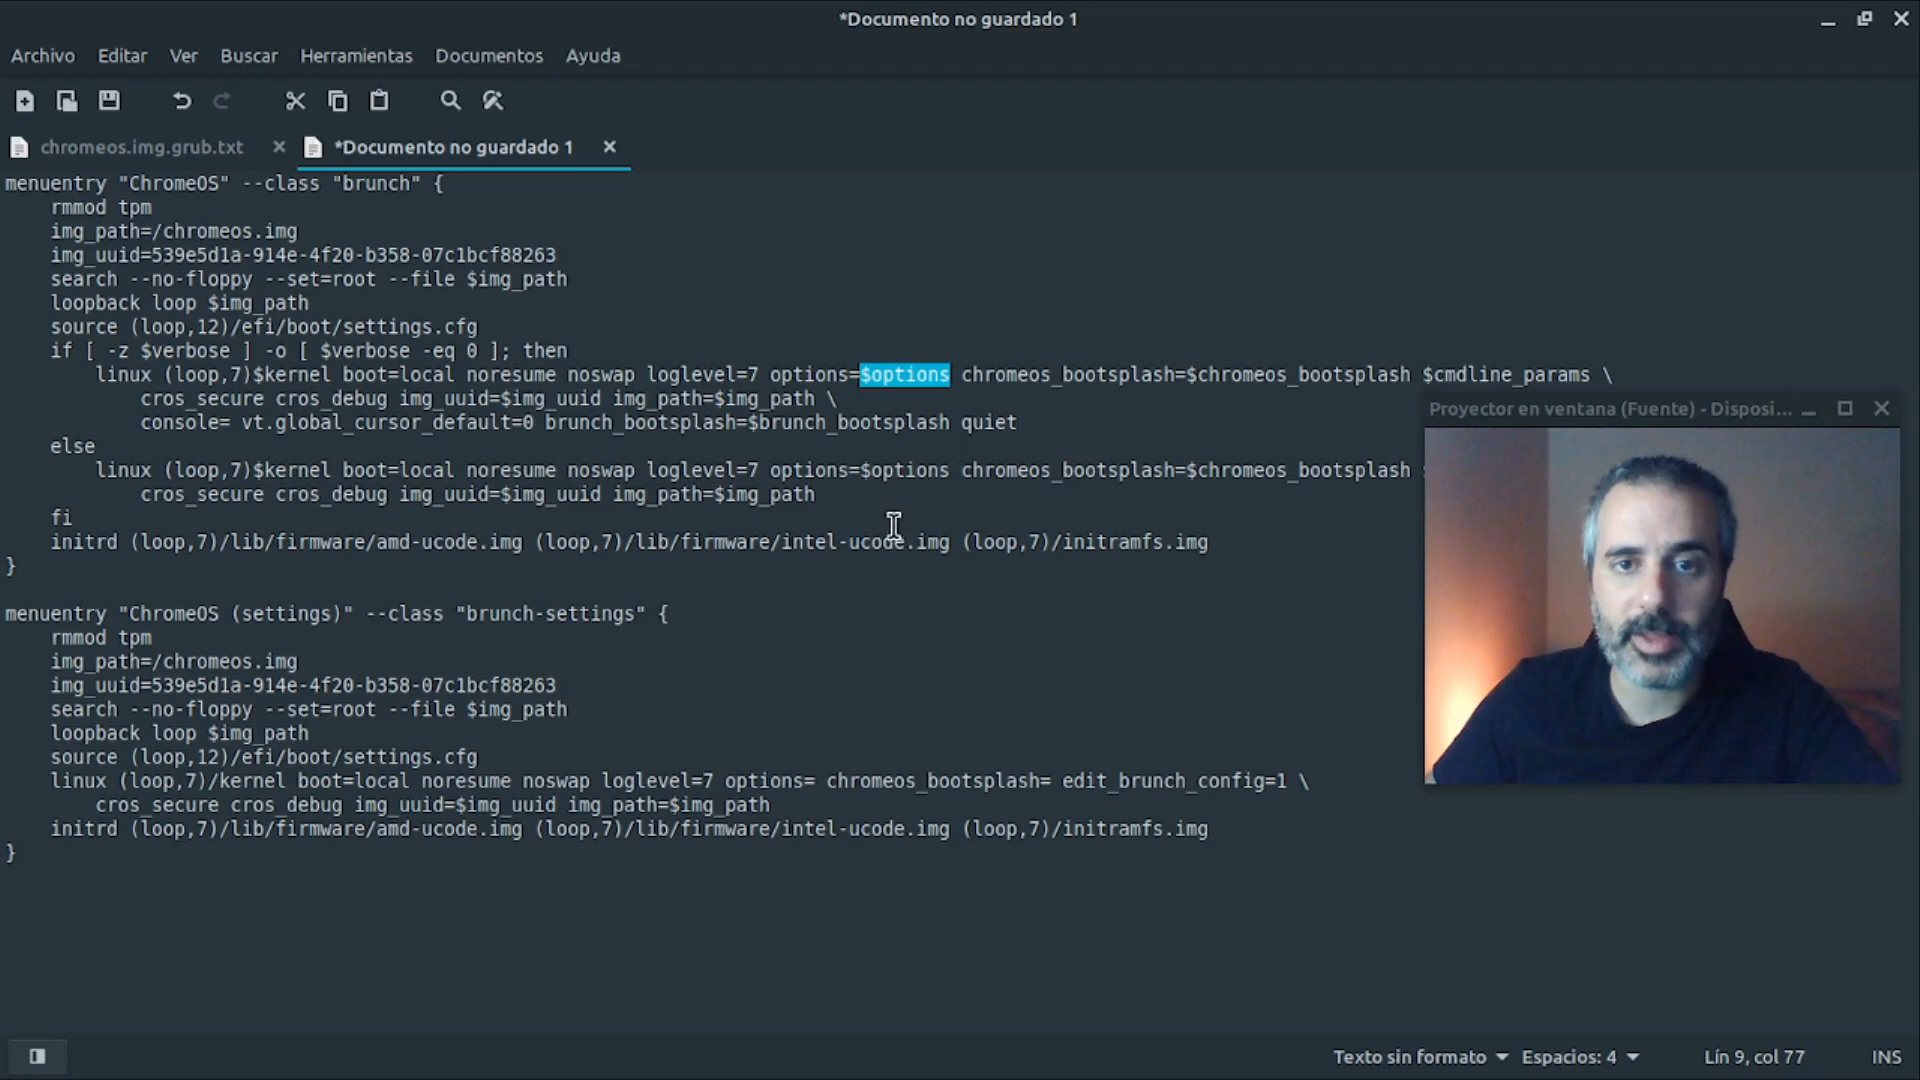 *Documento no guardado 1
Archivo Editar Ver Buscar Herramientas Documentos Ayuda
chromeos.img.grub.txt *Documento no guardado 1
menuentry "ChromeOS" --class "brunch" {
rmmod tpm
img_path=/chromeos.img
img_uuid=539e5d1a-914e-4f20-b358-07c1bcf88263
search --no-floppy --set=root --file $img_path
loopback loop $img_path
source (loop,12)/efi/boot/settings.cfg
if [ -z $verbose ] -o [ $verbose -eq 0 ]; then
linux (loop,7)$kernel boot=local noresume noswap loglevel=7 options=$options chromeos_bootsplash=$chromeos_bootsplash $cmdline_params \
cros_secure cros_debug img_uuid=$img_uuid img_path=$img_path \
console= vt.global_cursor_default=0 brunch_bootsplash=$brunch_bootsplash quiet
else
linux (loop,7)$kernel boot=local noresume noswap loglevel=7 options=$options chromeos_bootsplash=$chromeos_bootsplash
cros_secure cros_debug img_uuid=$img_uuid img_path=$img_path
fi
initrd (loop,7)/lib/firmware/amd-ucode.img (loop,7)/lib/firmware/intel-ucode.img (loop,7)/initramfs.img
}
menuentry "ChromeOS (settings)" --class "brunch-settings" {
rmmod tpm
img_path=/chromeos.img
img_uuid=539e5d1a-914e-4f20-b358-07c1bcf88263
search --no-floppy --set=root --file $img_path
loopback loop $img_path
source (loop,12)/efi/boot/settings.cfg
linux (loop,7)/kernel boot=local noresume noswap loglevel=7 options= chromeos_bootsplash= edit_brunch_config=1 \
cros_secure cros_debug img_uuid=$img_uuid img_path=$img_path
initrd (loop,7)/lib/firmware/amd-ucode.img (loop,7)/lib/firmware/intel-ucode.img (loop,7)/initramfs.img
}
Proyector en ventana (Fuente) - Disposi...
Texto sin formato Espacios: 4 Lín 9, col 77 INS